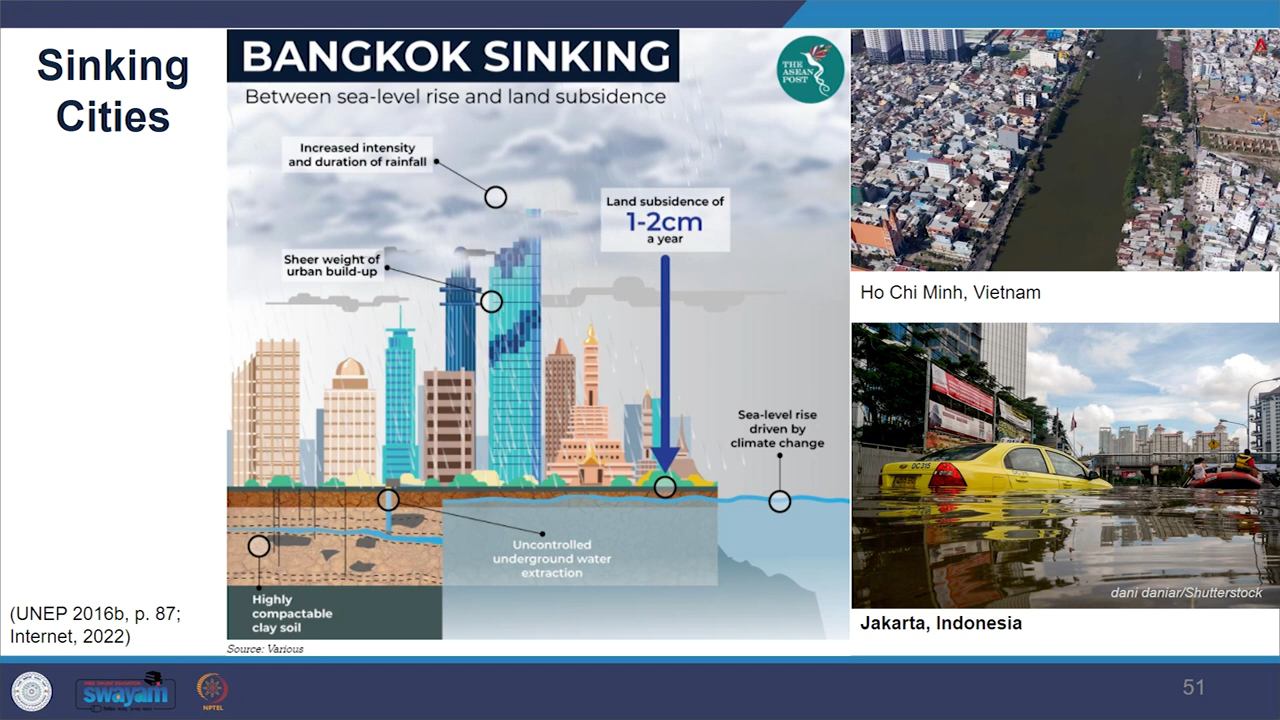 Sinking
Cities
BANGKOK SINKING
Between sea-level rise and land subsidence
THE
ASEAN
POST
Increased intensity
and duration of rainfall
Land subsidence of
1-2cm
a year
Sheer weight of
urban build-up
Sea-level rise
driven by
climate change
Uncontrolled
underground water
extraction
Highly
compactable
clay soil
Source: Various
(UNEP 2016b, p. 87;
Internet, 2022)
Ho Chi Minh, Vietnam
DC 315
dani daniar/Shutterstock
Jakarta, Indonesia
swayam
NPTEL
51